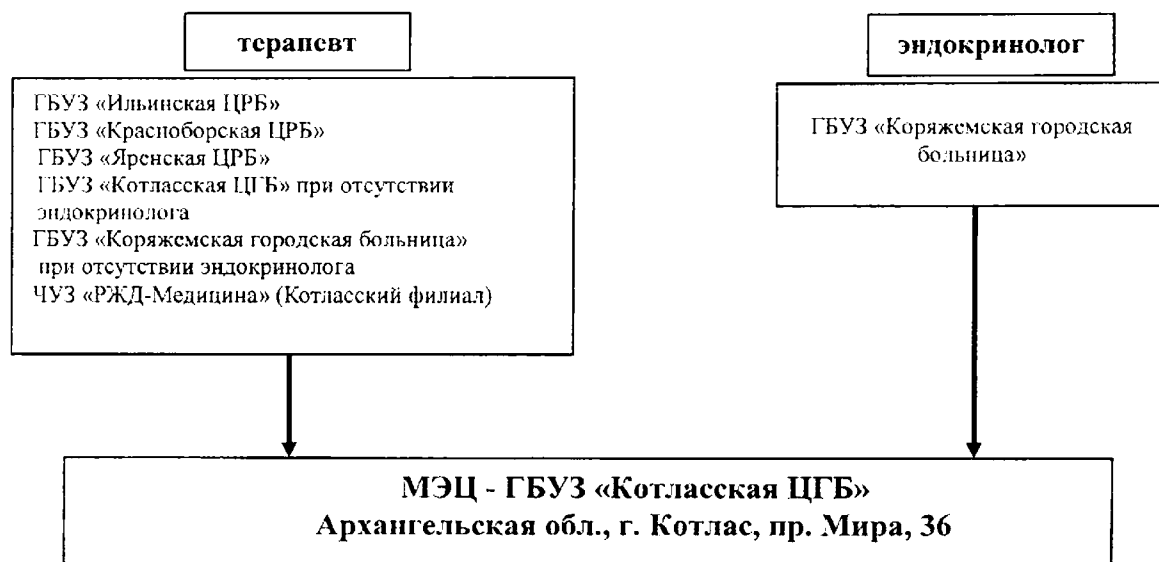 терапевт
ГБУЗ «Ильинская ЦРБ»
ГБУЗ «Красноборская ЦРБ»
ГБУЗ «Яренская ЦРБ»
ГБУЗ «Котласская ЦГБ» при отсутствии
эндокринолога
ГБУЗ «Коряжемская городская больница»
при отсутствии эндокринолога
ЧУЗ «РЖД-Медицина» (Котласский филиал)
эндокринолог
ГБУЗ «Коряжемская городская
больница»
МЭЦ - ГБУЗ «Котласская ЦГБ»
Архангельская обл., г. Котлас, пр. Мира, 36